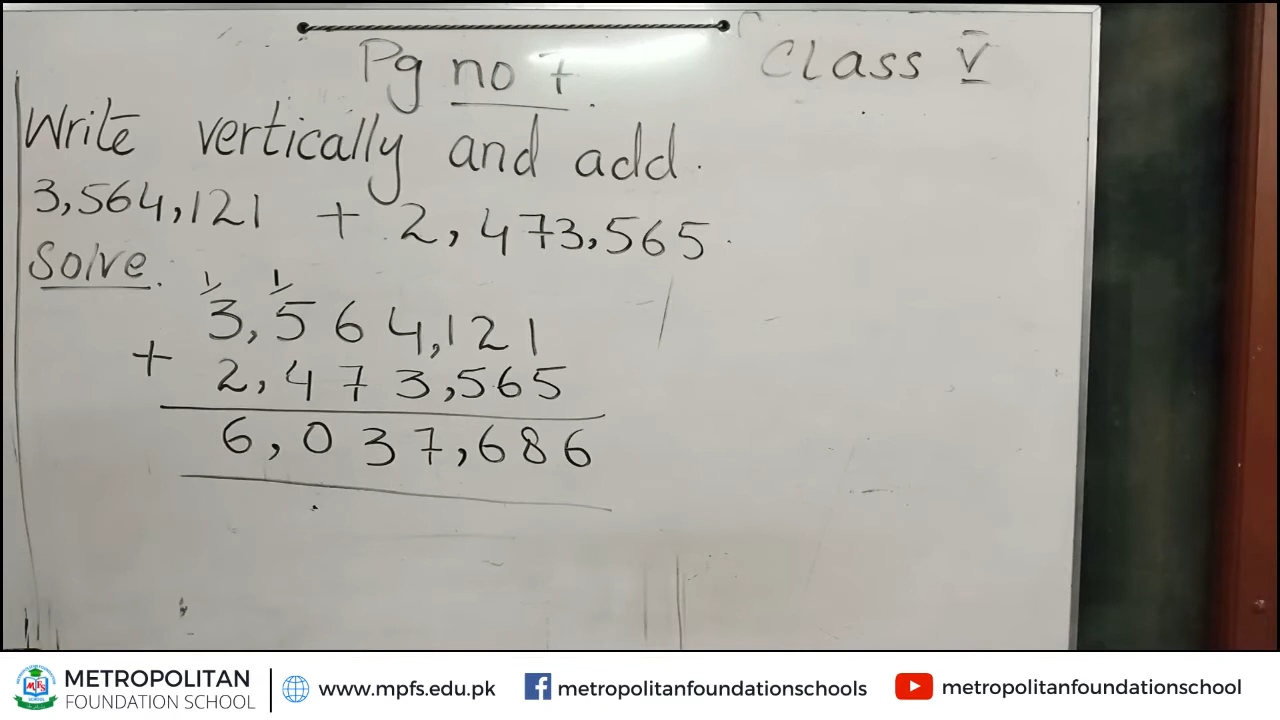 Pg no 7.
Class V
Write vertically and add.
3,564,121 + 2,473,565.
Solve.
1 1
3,564,121
+ 2,473,565
6,037,686
METROPOLITAN
FOUNDATION SCHOOL
www.mpfs.edu.pk
metropolitanfoundationschools
metropolitanfoundationschool